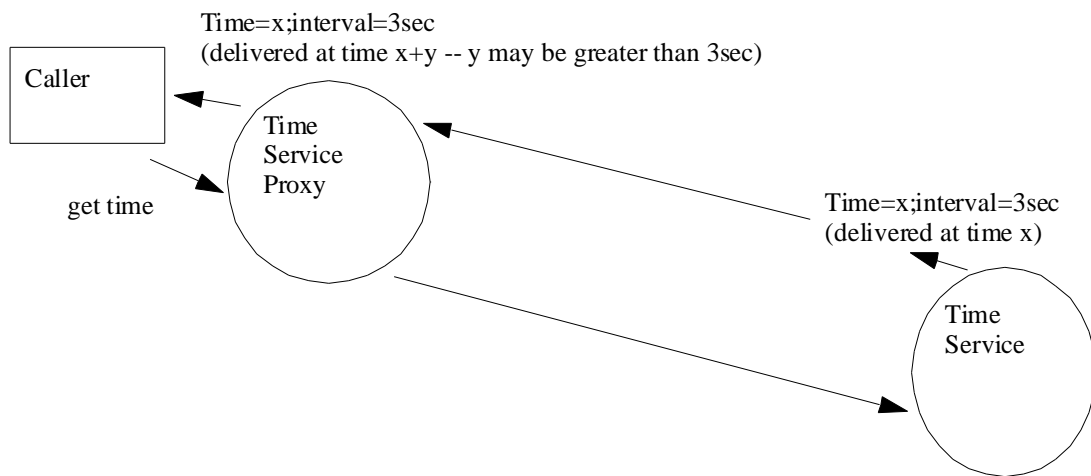 Time=x;interval=3sec
(delivered at time x+y -- y may be greater than 3sec)
Caller
Time
Service
Proxy
get time
Time=x;interval=3sec
(delivered at time x)
Time
Service